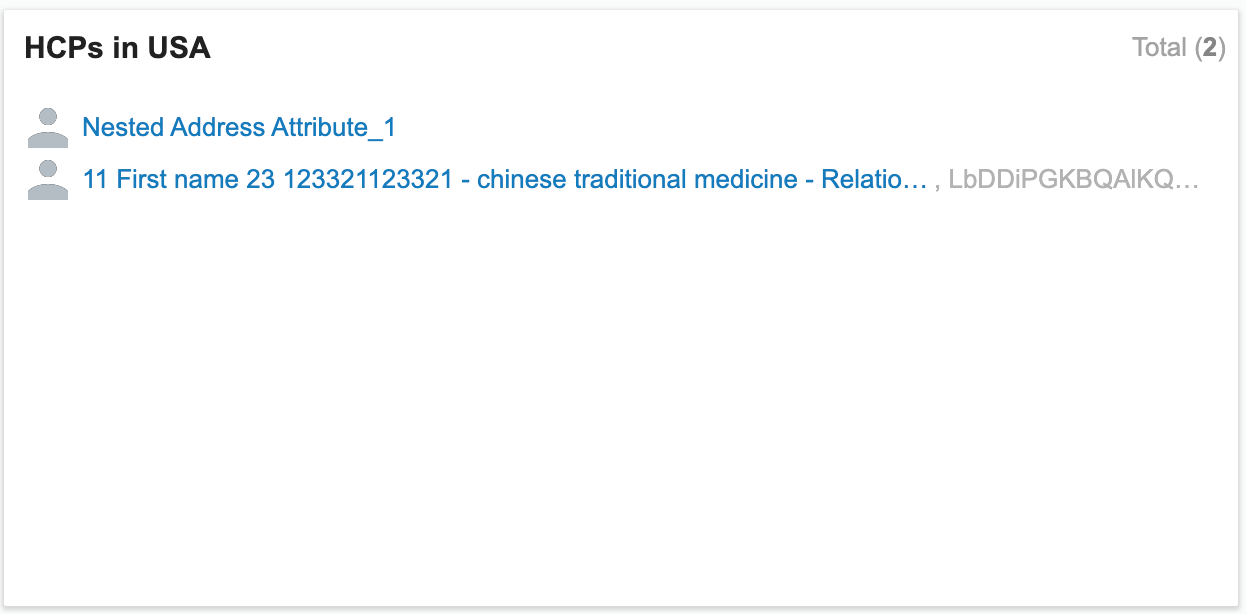 HCPs in USA
Total (2)
Nested Address Attribute_1
11 First name 23 123321123321 - chinese traditional medicine - Relatio… , LbDDiPGKBQAlKQ…